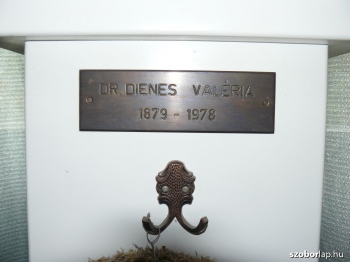 DR. DIENES VALÉRIA
1879 - 1978
szoborlap.hu